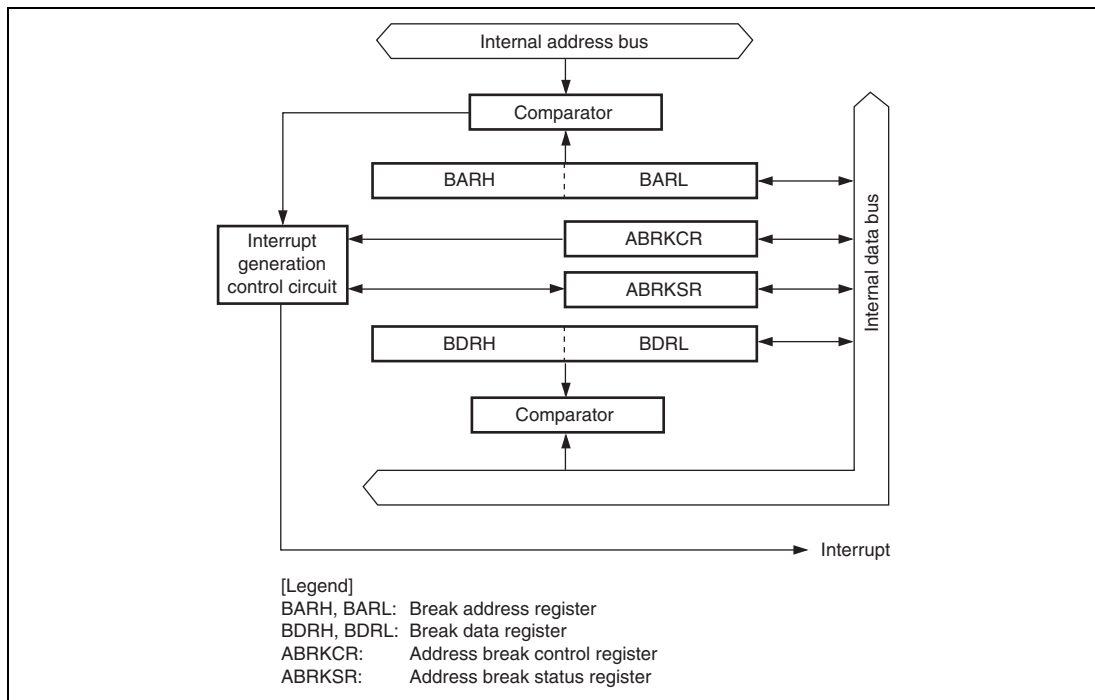 Internal address bus
Comparator
BARH BARL
Internal data bus
Interrupt
generation
control circuit
ABRKCR
ABRKSR
BDRH BDRL
Comparator
Interrupt
[Legend]
BARH, BARL: Break address register
BDRH, BDRL: Break data register
ABRKCR: Address break control register
ABRKSR: Address break status register